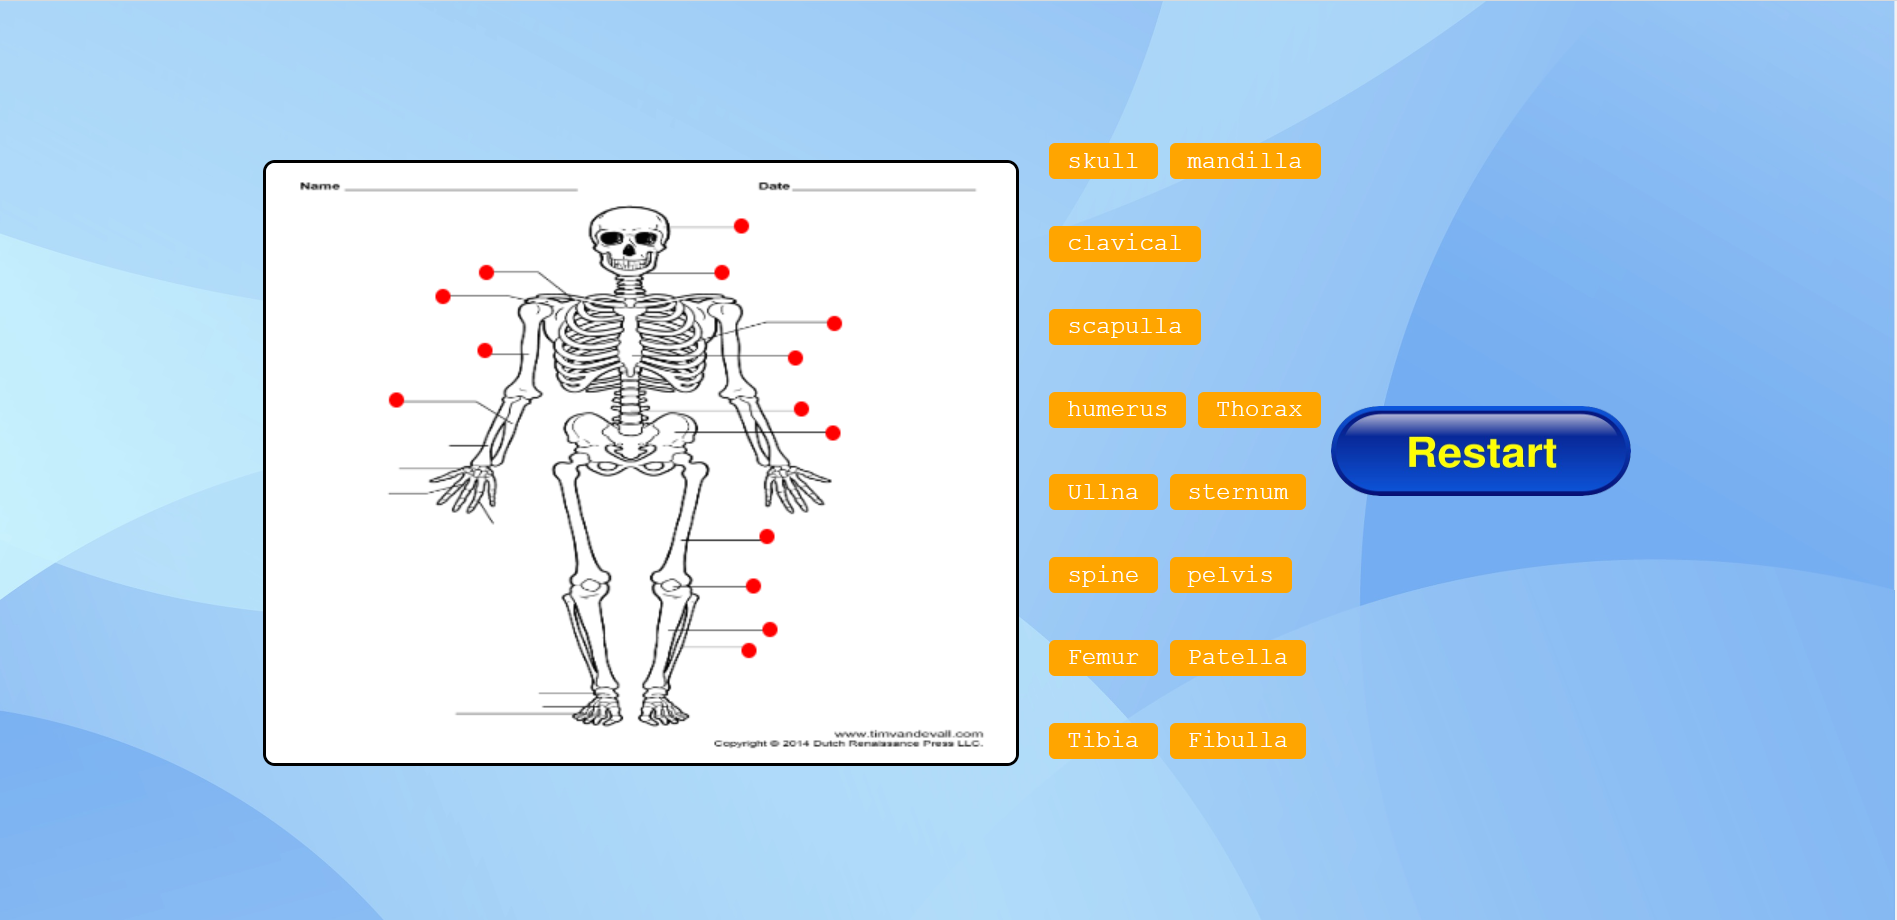 Name
Date
www.timvandevall.com
Copyright © 2014 Dutch Renaissance Press LLC.
skull mandilla
clavical
scapulla
humerus Thorax
Ullna sternum
spine pelvis
Femur Patella
Tibia Fibulla
Restart